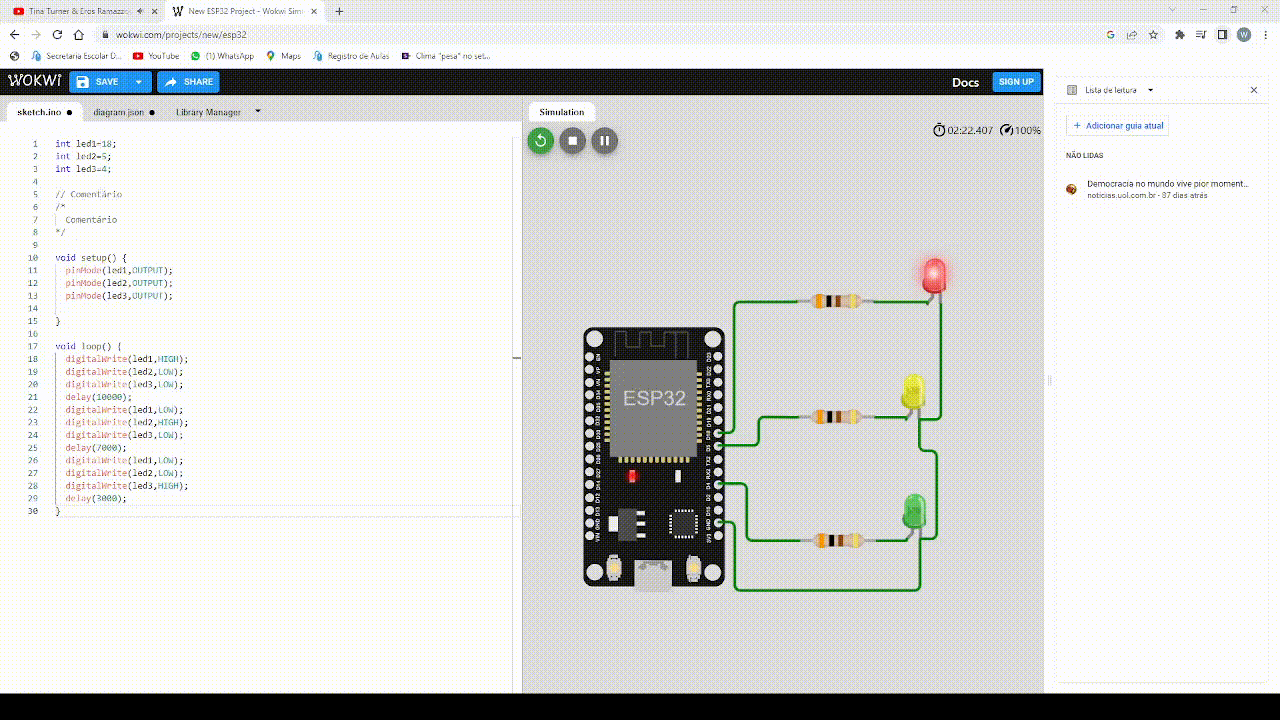 Tina Turner & Eros Ramazzi
New ESP32 Project - Wokwi Sim
wokwi.com/projects/new/esp32
G
W
Secretaria Escolar D...
YouTube
(1) WhatsApp
Maps
Registro de Aulas
Clima "pesa" no set...
WOKWI
SAVE
SHARE
Docs
SIGN UP
sketch.ino
diagram.json
Library Manager
Simulation
02:22.407
100%
1 int led1=18;
2 int led2=5;
3 int led3=4;
4
5 // Comentário
6 /*
7 Comentário
8 */
9
10 void setup() {
11 pinMode(led1,OUTPUT);
12 pinMode(led2,OUTPUT);
13 pinMode(led3,OUTPUT);
14
15 }
16
17 void loop() {
18 digitalWrite(led1,HIGH);
19 digitalWrite(led2,LOW);
20 digitalWrite(led3,LOW);
21 delay(10000);
22 digitalWrite(led1,LOW);
23 digitalWrite(led2,HIGH);
24 digitalWrite(led3,LOW);
25 delay(7000);
26 digitalWrite(led1,LOW);
27 digitalWrite(led2,LOW);
28 digitalWrite(led3,HIGH);
29 delay(3000);
30 }
ESP32
Lista de leitura
+ Adicionar guia atual
NÃO LIDAS
Democracia no mundo vive pior moment...
noticias.uol.com.br - 87 dias atrás